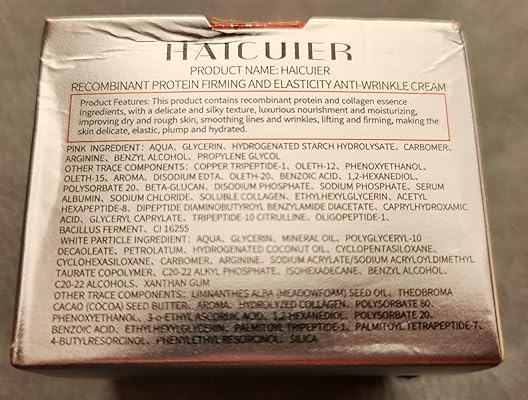 HAICUIER
PRODUCT NAME: HAICUIER
RECOMBINANT PROTEIN FIRMING AND ELASTICITY ANTI-WRINKLE CREAM
Product Features: This product contains recombinant protein and collagen essence
Ingredients, with a delicate and silky texture, luxurious nourishment and moisturizing,
improving dry and rough skin, smoothing lines and wrinkles, lifting and firming, making the
skin delicate, elastic, plump and hydrated.
PINK INGREDIENT: AQUA, GLYCERIN, HYDROGENATED STARCH HYDROLYSATE, CARBOMER,
ARGININE, BENZYL ALCOHOL, PROPYLENE GLYCOL
OTHER TRACE COMPONENTS: COPPER TRIPEPTIDE-1, OLETH-12, PHENOXYETHANOL,
OLETH-15, AROMA, DISODIUM EDTA, OLETH-20, BENZOIC ACID, 1,2-HEXANEDIOL,
POLYSORBATE 20, BETA-GLUCAN, DISODIUM PHOSPHATE, SODIUM PHOSPHATE, SERUM
ALBUMIN, SODIUM CHLORIDE, SOLUBLE COLLAGEN, ETHYLHEXYLGLYCERIN, ACETYL
HEXAPEPTIDE-8, DIPEPTIDE DIAMINOBUTYROYL BENZYLAMIDE DIACETATE, CAPRYLHYDROXAMIC
ACID, GLYCERYL CAPRYLATE, TRIPEPTIDE-10 CITRULLINE, OLIGOPEPTIDE-1,
BACILLUS FERMENT, CI 16255
WHITE PARTICLE INGREDIENT: AQUA, GLYCERIN, MINERAL OIL, POLYGLYCERYL-10
DECAOLEATE, PETROLATUM, HYDROGENATED COCONUT OIL, CYCLOPENTASILOXANE,
CYCLOHEXASILOXANE, CARBOMER, ARGININE, SODIUM ACRYLATE/SODIUM ACRYLOYLDIMETHYL
TAURATE COPOLYMER, C20-22 ALKYL PHOSPHATE, ISOHEXADECANE, BENZYL ALCOHOL,
C20-22 ALCOHOLS, XANTHAN GUM
OTHER TRACE COMPONENTS: LIMNANTHES ALBA (MEADOWFOAM) SEED OIL, THEOBROMA
CACAO (COCOA) SEED BUTTER, AROMA, HYDROLYZED COLLAGEN, POLYSORBATE 80,
PHENOXYETHANOL, 3-o-ETHYL ASCORBIC ACID, 1,2-HEXANEDIOL, POLYSORBATE 20,
BENZOIC ACID, ETHYLHEXYLGLYCERIN, PALMITOYL TRIPEPTIDE-1, PALMITOYL TETRAPEPTIDE-7,
4-BUTYLRESORCINOL, PHENYLETHYL RESORCINOL, SILICA